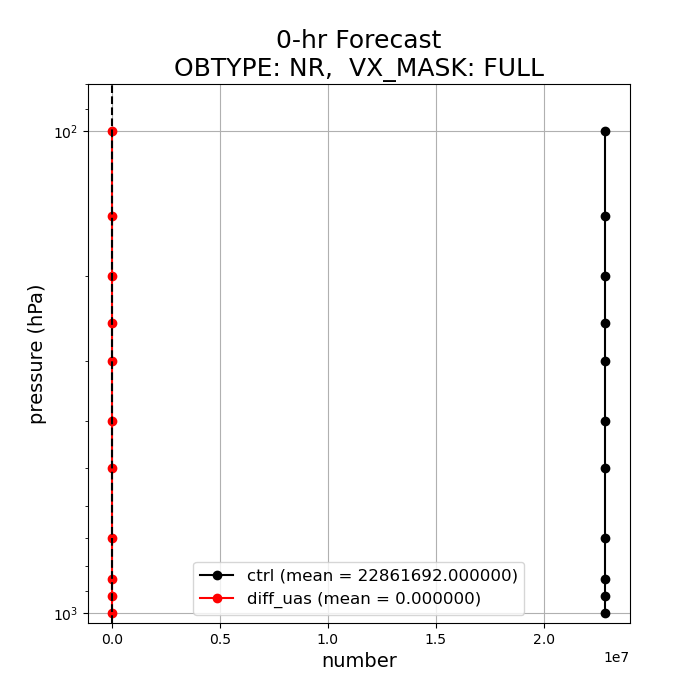 0-hr Forecast
OBTYPE: NR,  VX_MASK: FULL
10²
10³
pressure (hPa)
ctrl (mean = 22861692.000000)
diff_uas (mean = 0.000000)
0.0 0.5 1.0 1.5 2.0
1e7
number